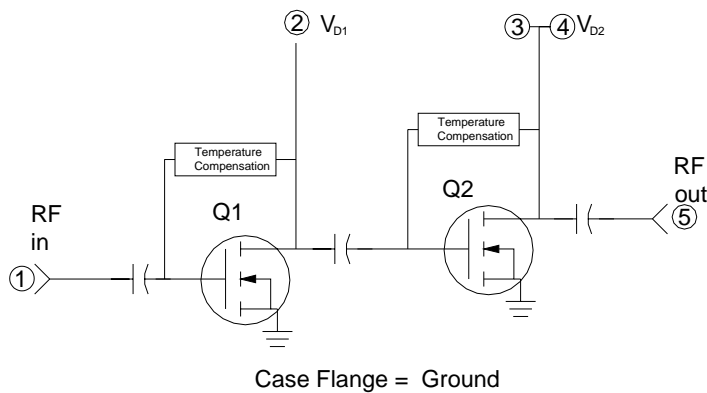 ② V_D1
③ ④ V_D2
Temperature
Compensation
Temperature
Compensation
Q1
Q2
RF
in
①
RF
out
⑤
Case Flange = Ground